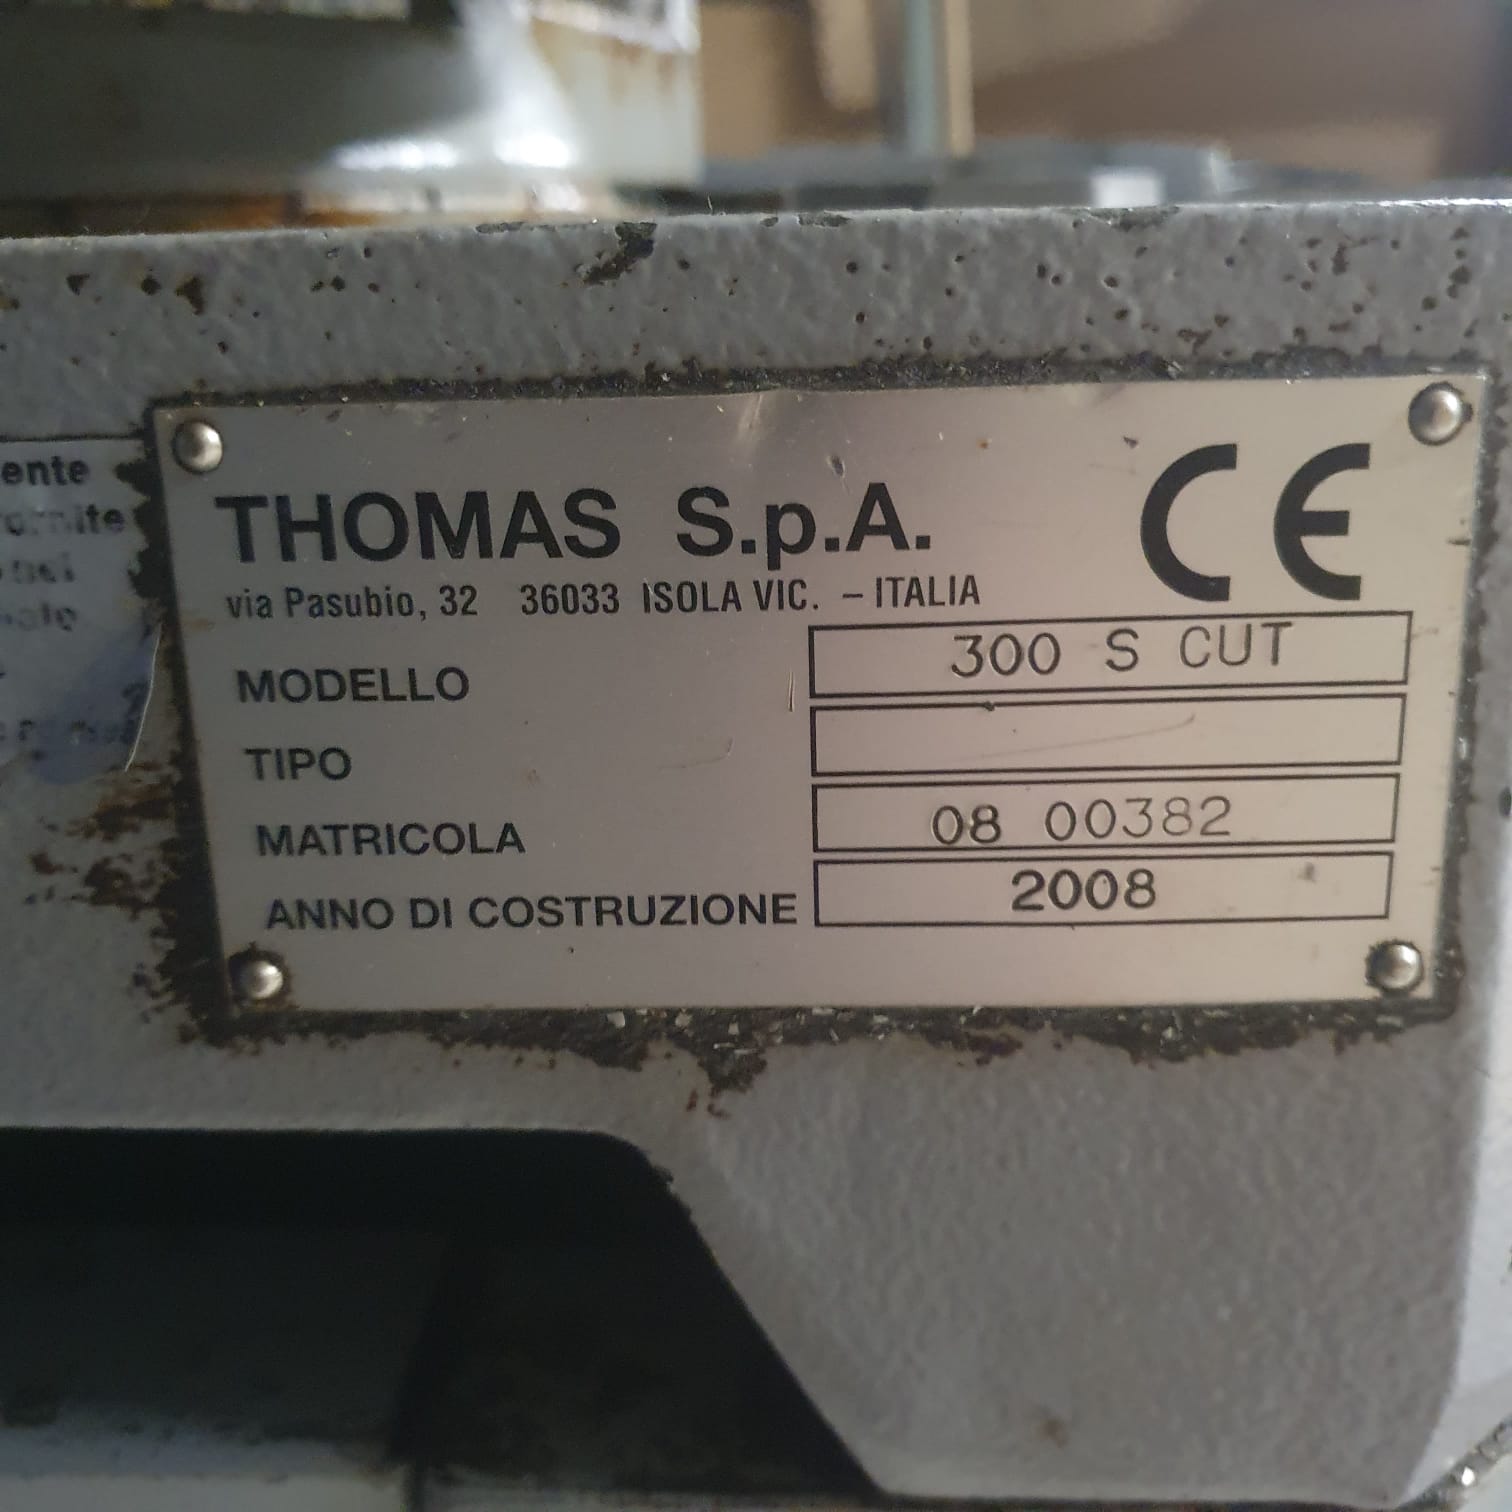 ente
THOMAS S.p.A. CE
via Pasubio, 32 36033 ISOLA VIC. – ITALIA
MODELLO 300 S CUT
TIPO
MATRICOLA 08 00382
ANNO DI COSTRUZIONE 2008